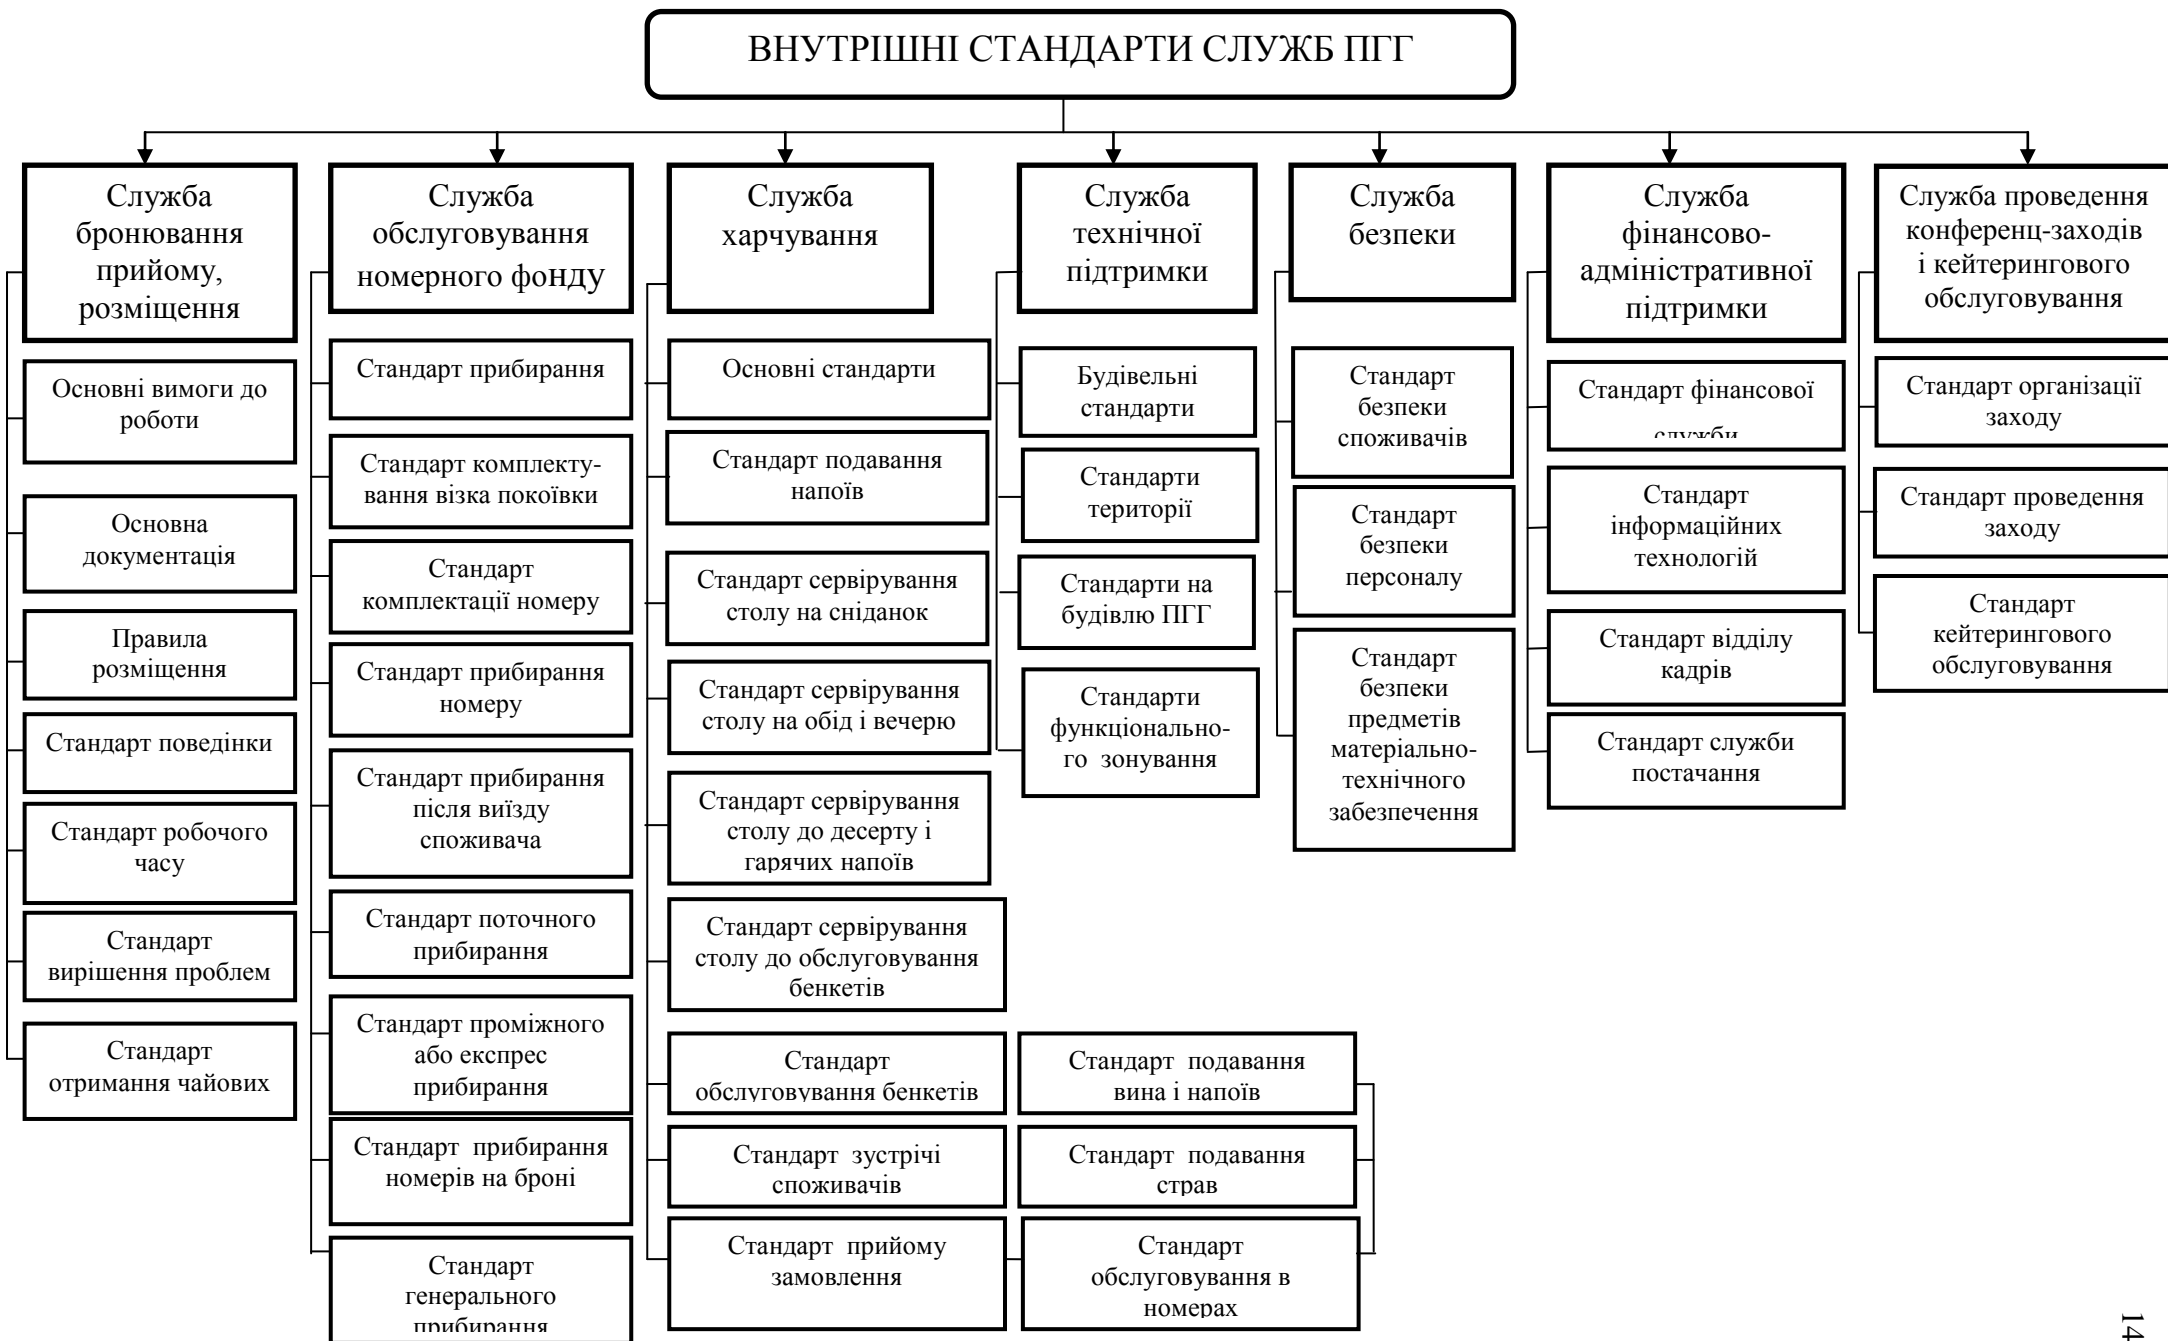 ВНУТРІШНІ СТАНДАРТИ СЛУЖБ ПГГ
Служба
бронювання
прийому,
розміщення
Основні вимоги до
роботи
Основна
документація
Правила
розміщення
Стандарт поведінки
Стандарт робочого
часу
Стандарт
вирішення проблем
Стандарт
отримання чайових
Служба
обслуговування
номерного фонду
Стандарт прибирання
Стандарт комплекту-
вання візка покоївки
Стандарт
комплектації номеру
Стандарт прибирання
номеру
Стандарт прибирання
після виїзду
споживача
Стандарт поточного
прибирання
Стандарт проміжного
або експрес
прибирання
Стандарт прибирання
номерів на броні
Стандарт
генерального
прибирання
Служба
харчування
Основні стандарти
Стандарт подавання
напоїв
Стандарт сервірування
столу на сніданок
Стандарт сервірування
столу на обід і вечерю
Стандарт сервірування
столу до десерту і
гарячих напоїв
Стандарт сервірування
столу до обслуговування
бенкетів
Стандарт
обслуговування бенкетів
Стандарт зустрічі
споживачів
Стандарт прийому
замовлення
Стандарт подавання
вина і напоїв
Стандарт подавання
страв
Стандарт
обслуговування в
номерах
Служба
технічної
підтримки
Будівельні
стандарти
Стандарти
території
Стандарти на
будівлю ПГГ
Стандарти
функціонально-
го зонування
Служба
безпеки
Стандарт
безпеки
споживачів
Стандарт
безпеки
персоналу
Стандарт
безпеки
предметів
матеріально-
технічного
забезпечення
Служба
фінансово-
адміністративної
підтримки
Стандарт фінансової
служби
Стандарт
інформаційних
технологій
Стандарт відділу
кадрів
Стандарт служби
постачання
Служба проведення
конференц-заходів
і кейтерингового
обслуговування
Стандарт організації
заходу
Стандарт проведення
заходу
Стандарт
кейтерингового
обслуговування
14